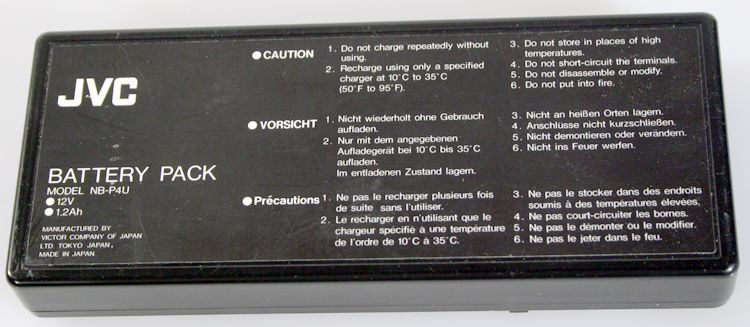 JVC
BATTERY PACK
MODEL NB-P4U
●12V
●1.2Ah
MANUFACTURED BY
VICTOR COMPANY OF JAPAN
LTD. TOKYO JAPAN,
MADE IN JAPAN.
●CAUTION
1. Do not charge repeatedly without
using.
2. Recharge using only a specified
charger at 10°C to 35°C
(50°F to 95°F).
3. Do not store in places of high
temperatures.
4. Do not short-circuit the terminals.
5. Do not disassemble or modify.
6. Do not put into fire.
●VORSICHT
1. Nicht wiederholt ohne Gebrauch
aufladen.
2. Nur mit dem angegebenen
Aufladegerät bei 10°C bis 35°C
aufladen.
Im entladenen Zustand lagern.
3. Nicht an heißen Orten lagern.
4. Anschlüsse nicht kurzschließen.
5. Nicht demontieren oder verändern.
6. Nicht ins Feuer werfen.
●Précautions
1. Ne pas le recharger plusieurs fois
de suite sans l'utiliser.
2. Le recharger en n'utilisant que le
chargeur spécifié à une température
de l'ordre de 10°C à 35°C.
3. Ne pas le stocker dans des endroits
soumis à des températures élevées,
4. Ne pas court-circuiter les bornes.
5. Ne pas le démonter ou le modifier.
6. Ne pas le jeter dans le feu.